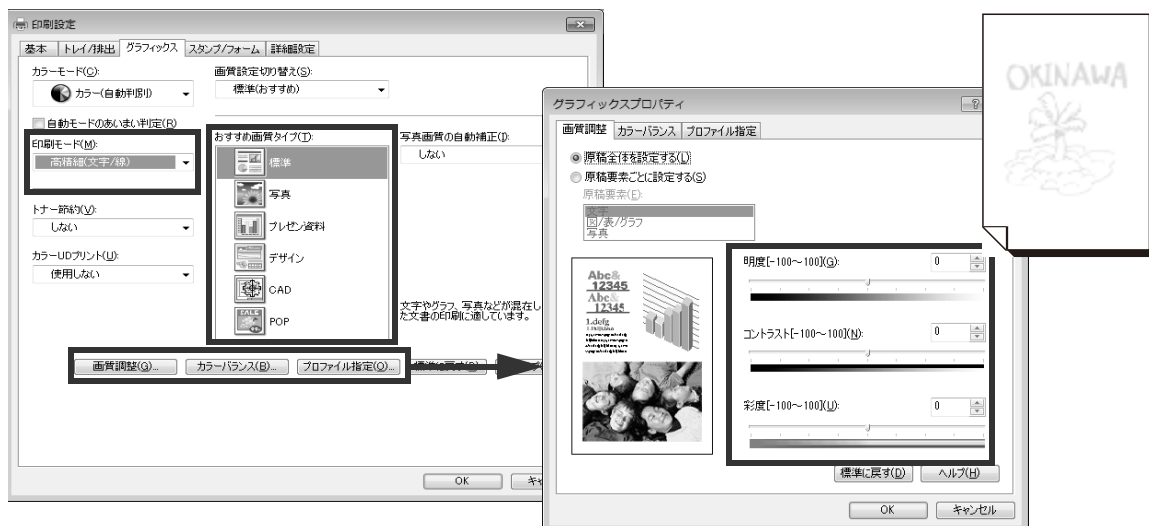 印刷設定
基本 トレイ/排出 グラフィックス スタンプ/フォーム 詳細設定
カラーモード(C):
カラー(自動判別)
画質設定切り替え(S):
標準(おすすめ)
自動モードのあいまい判定(R)
印刷モード(M):
高精細(文字/線)
トナー節約(V):
しない
カラーUDプリント(U):
使用しない
おすすめ画質タイプ(T):
標準
写真
プレゼン資料
デザイン
CAD
POP
写真画質の自動補正(I):
しない
文字やグラフ、写真などが混在し
た文書の印刷に適しています。
画質調整(G)... カラーバランス(B)... プロファイル指定(O)...
OK キャ
グラフィックスプロパティ
画質調整 カラーバランス プロファイル指定
原稿全体を設定する(L)
原稿要素ごとに設定する(S)
原稿要素(E):
文字
図/表/グラフ
写真
Abc&
12345
Abc&
12345
1.defg
明度[-100～100](G): 0
コントラスト[-100～100](N): 0
彩度[-100～100](U): 0
標準に戻す(D) ヘルプ(H)
OK キャンセル
OKINAWA